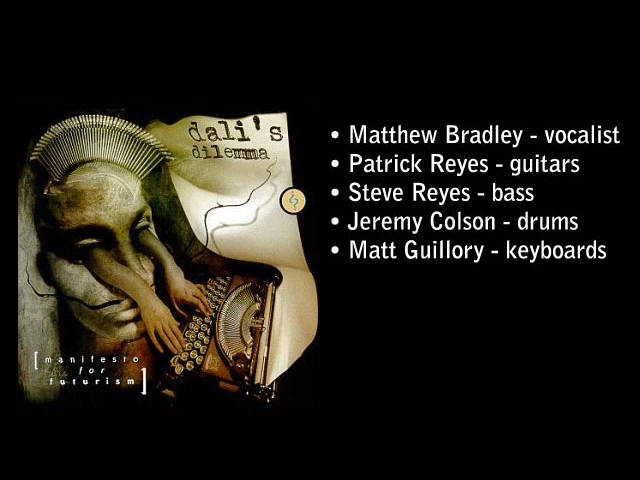 dali's
dilemma
[ manifesto
for
futurism ]
• Matthew Bradley - vocalist
• Patrick Reyes - guitars
• Steve Reyes - bass
• Jeremy Colson - drums
• Matt Guillory - keyboards